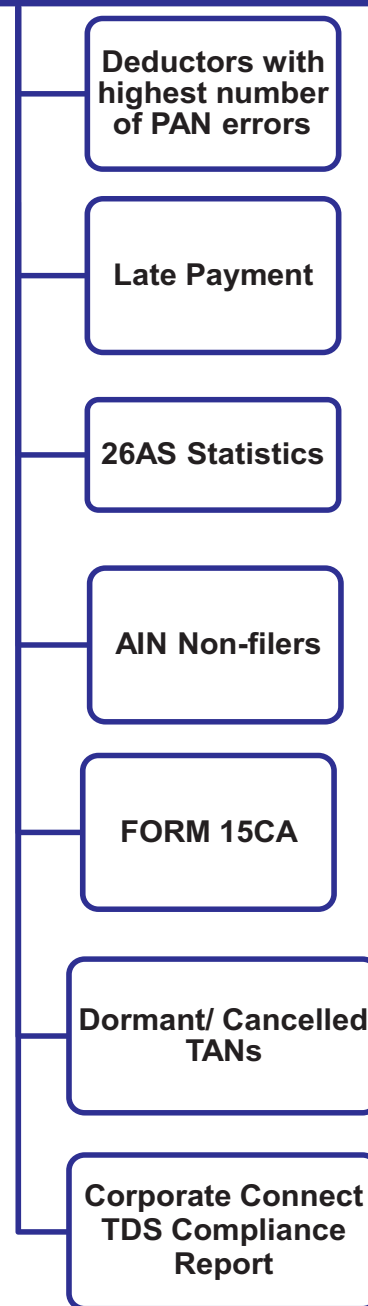 Deductors with
highest number
of PAN errors
Late Payment
26AS Statistics
AIN Non-filers
FORM 15CA
Dormant/ Cancelled
TANs
Corporate Connect
TDS Compliance
Report